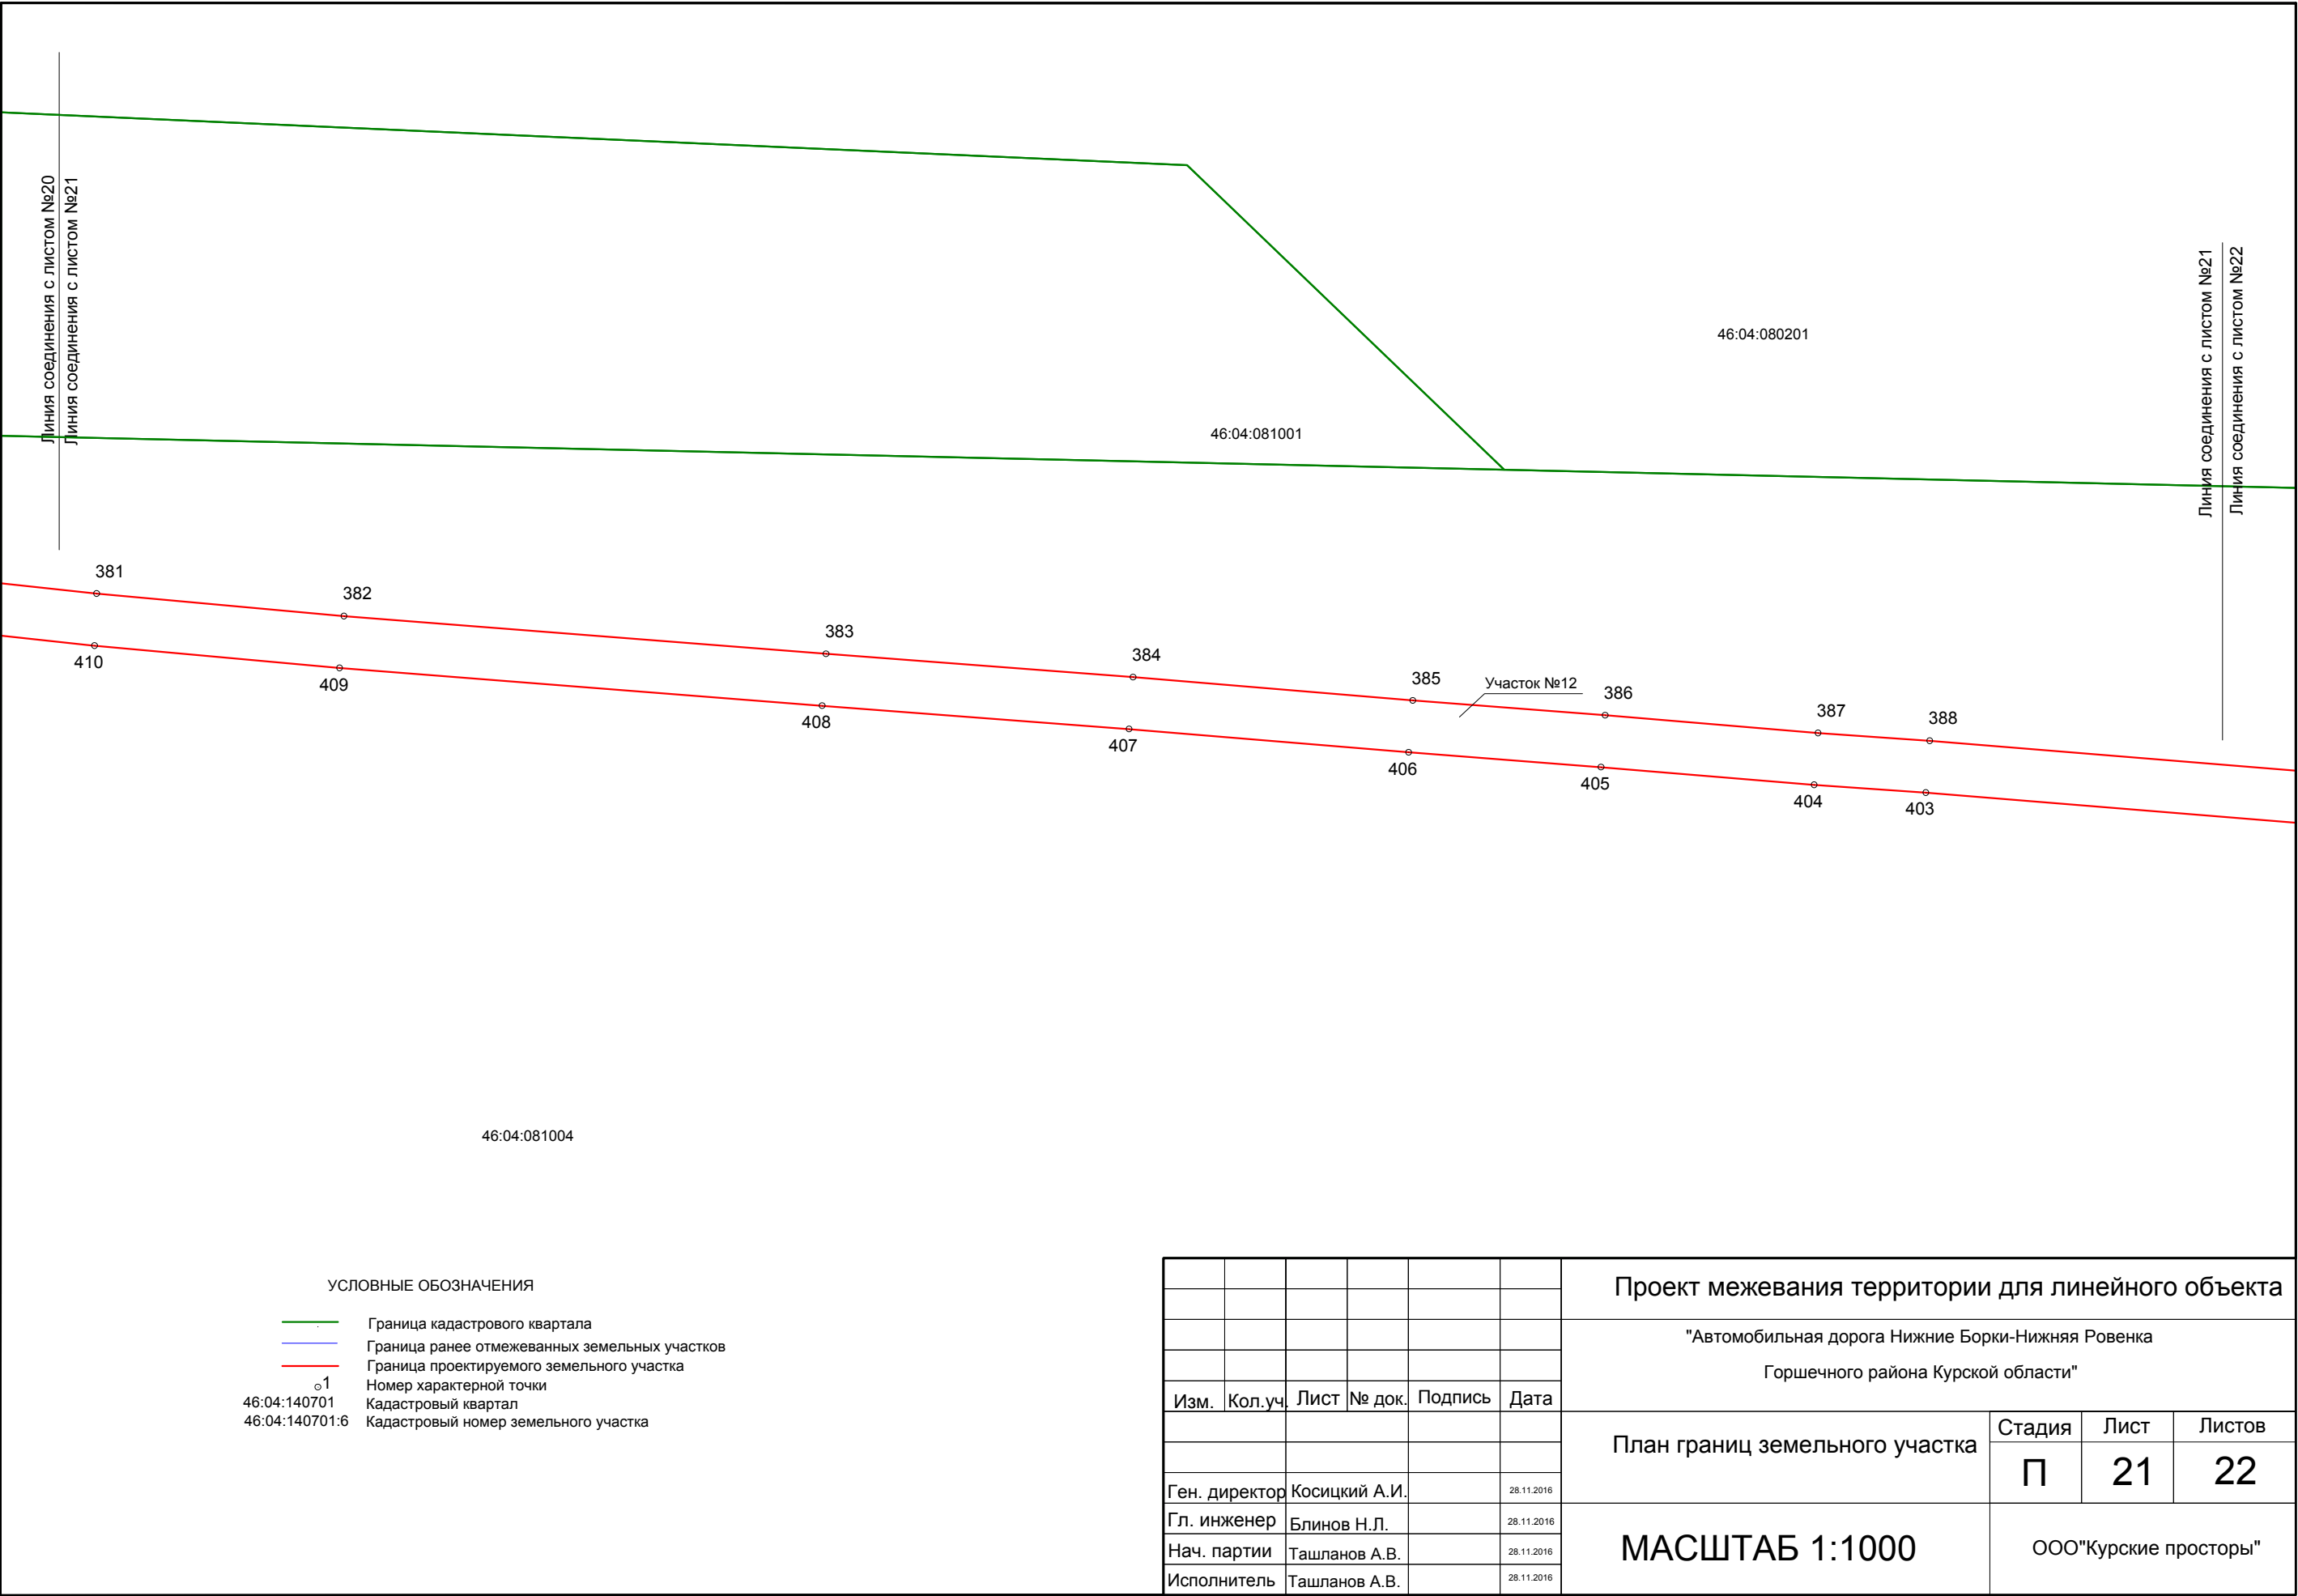 Линия соединения с листом №20
Линия соединения с листом №21
46:04:080201
Линия соединения с листом №21
Линия соединения с листом №22
46:04:081001
381
382
383
384
385
Участок №12
386
387
388
410
409
408
407
406
405
404
403
46:04:081004
УСЛОВНЫЕ ОБОЗНАЧЕНИЯ
Граница кадастрового квартала
Граница ранее отмежеванных земельных участков
Граница проектируемого земельного участка
1 Номер характерной точки
46:04:140701 Кадастровый квартал
46:04:140701:6 Кадастровый номер земельного участка
Проект межевания территории для линейного объекта
"Автомобильная дорога Нижние Борки-Нижняя Ровенка
Горшечного района Курской области"
Изм. Кол.уч. Лист № док. Подпись Дата
План границ земельного участка
Стадия Лист Листов
П 21 22
Ген. директор Косицкий А.И. 28.11.2016
Гл. инженер Блинов Н.Л. 28.11.2016
Нач. партии Ташланов А.В. 28.11.2016
Исполнитель Ташланов А.В. 28.11.2016
МАСШТАБ 1:1000
ООО"Курские просторы"